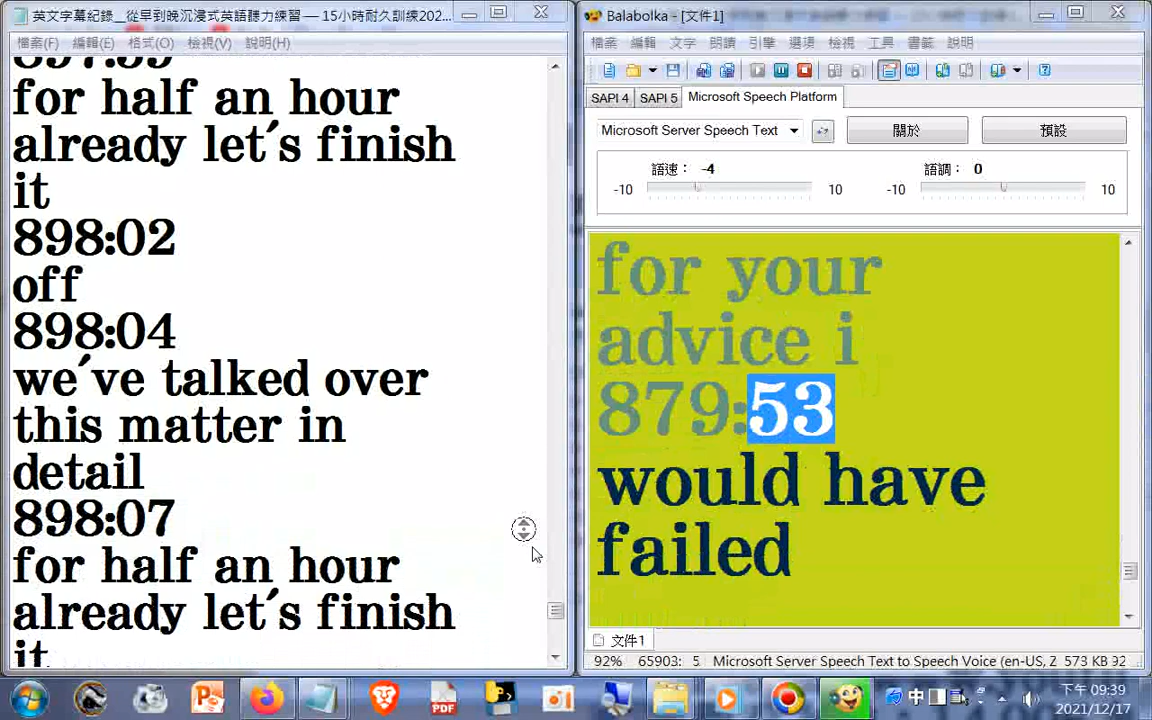 英文字幕紀錄__從早到晚沉浸式英語聽力練習 — 15小時耐久訓練202...
檔案(F) 編輯(E) 格式(O) 檢視(V) 說明(H)
897:59
for half an hour
already let's finish
it
898:02
off
898:04
we've talked over
this matter in
detail
898:07
for half an hour
already let's finish
it
Balabolka - [文件1]
檔案 編輯 文字 朗讀 引擎 選項 檢視 工具 書籤 說明
SAPI 4 SAPI 5 Microsoft Speech Platform
Microsoft Server Speech Text 關於 預設
語速： -4 語調： 0
-10 10 -10 10
for your
advice i
879:53
would have
failed
文件1
92% 65903: 5 Microsoft Server Speech Text to Speech Voice (en-US, Z 573 KB 92
中 下午 09:39
2021/12/17